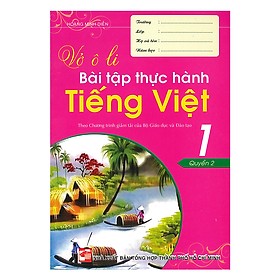 HOÀNG MINH DIỄN
Trường :
Lớp :
Họ và tên :
Năm học :
Vở ô li
Bài tập thực hành
Tiếng Việt
Theo Chương trình giảm tải của Bộ Giáo dục và Đào tạo
1
Quyển 2
NHÀ XUẤT BẢN TỔNG HỢP THÀNH PHỐ HỒ CHÍ MINH